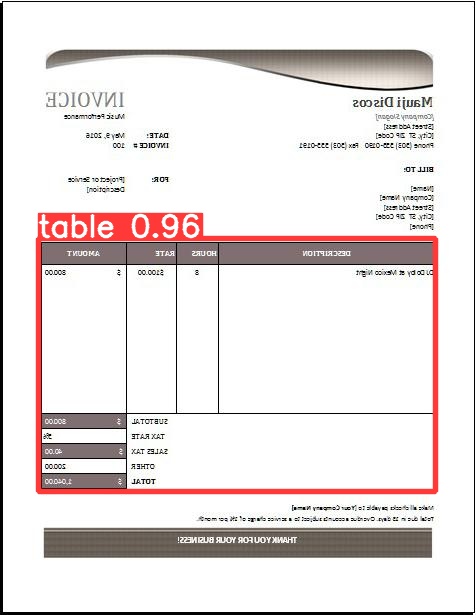 table 0.96
Mauji Discos INVOICE
[Company Slogan] Music Performance
[Street Address]
[City, ST ZIP Code] DATE: May 9, 2016
Phone (503) 555-0190 Fax (503) 555-0191 INVOICE # 100
BILL TO: FOR: [Project or Service Description]
[Name]
[Company Name]
[Street Address]
[City, ST ZIP Code]
[Phone]
DESCRIPTION HOURS RATE AMOUNT
DJ Dolby at Mexico Night 8 $100.00 $ 800.00
SUBTOTAL $ 800.00
TAX RATE 5%
SALES TAX $ 40.00
OTHER 200.00
TOTAL $ 1,040.00
Make all checks payable to [Your Company Name]
Total due in 15 days. Overdue accounts subject to a service charge of 1% per month.
THANK YOU FOR YOUR BUSINESS!